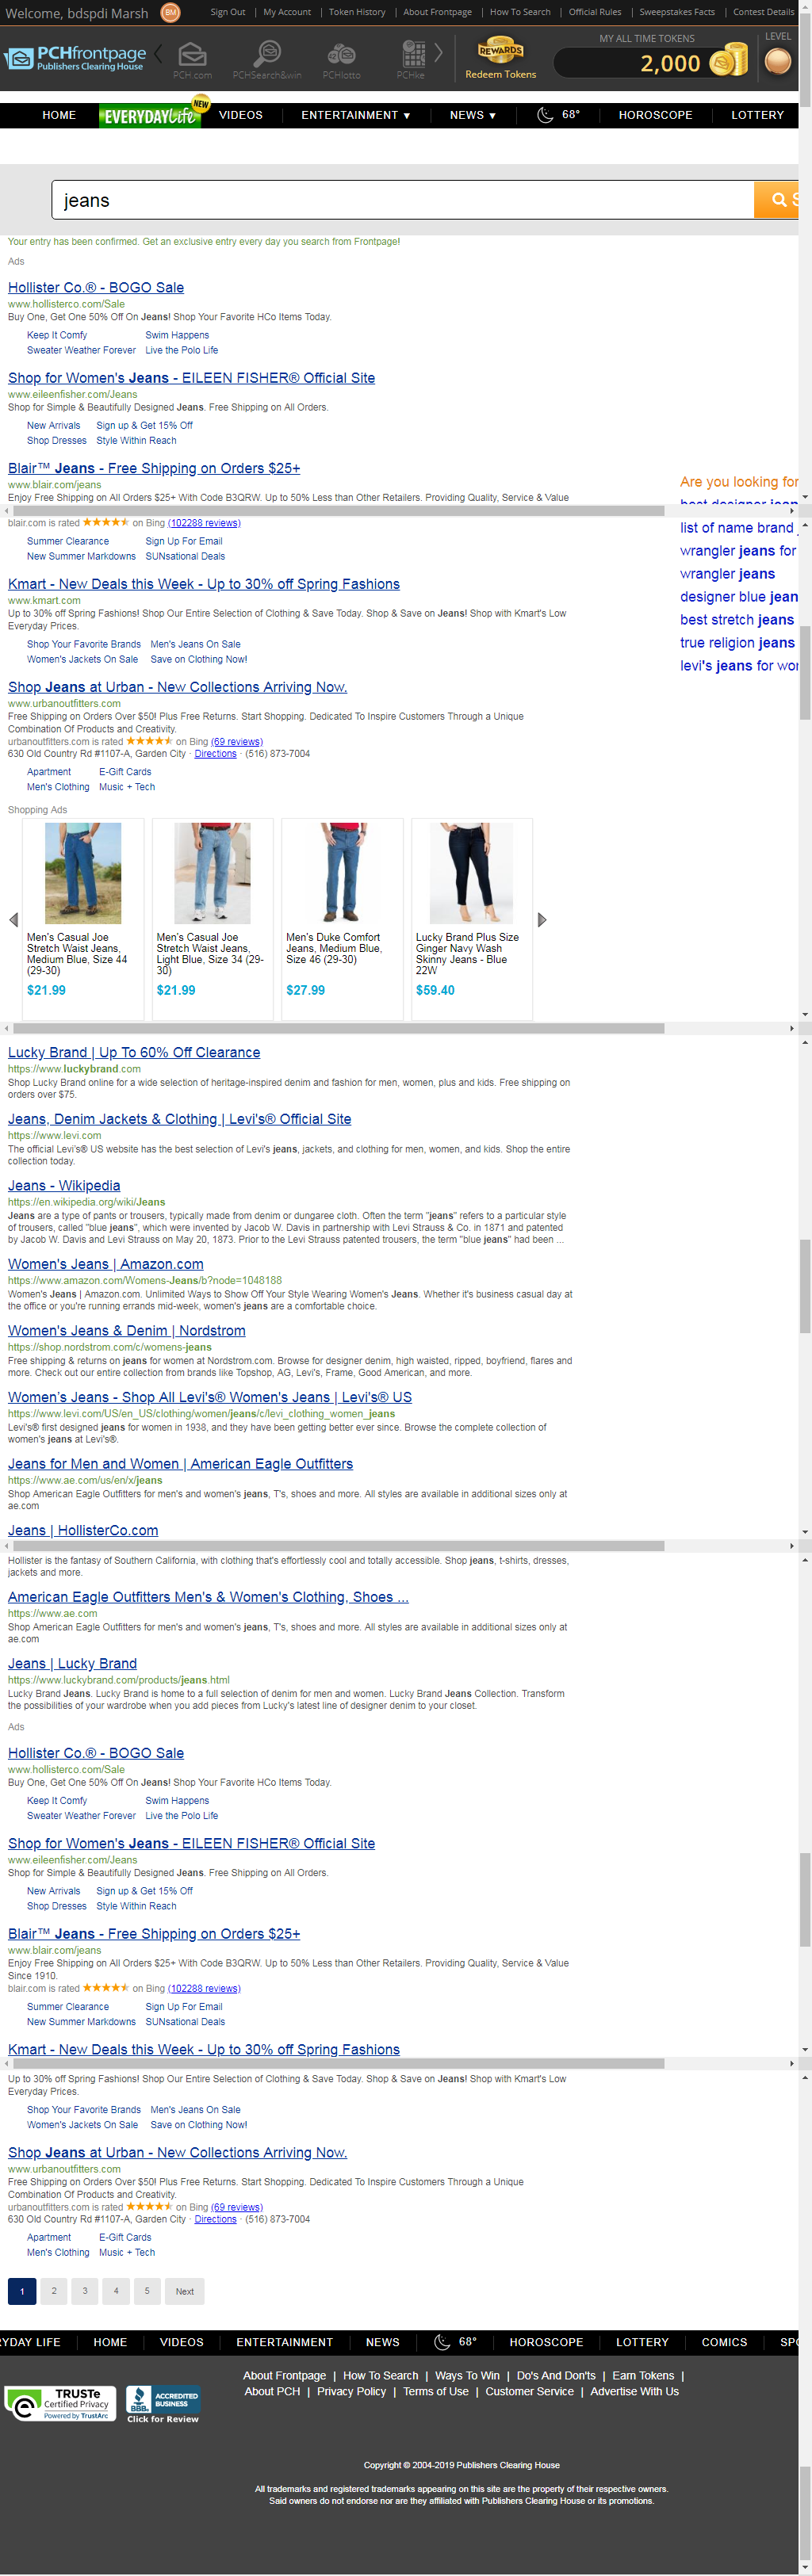 Welcome, bdspdi Marsh BM Sign Out | My Account | Token History | About Frontpage | How To Search | Official Rules | Sweepstakes Facts | Contest Details
PCHfrontpage
Publishers Clearing House
PCH.com PCHSearch&win PCHlotto PCHke
REWARDS
Redeem Tokens
MY ALL TIME TOKENS
2,000
LEVEL
HOME EVERYDAY Life NEW VIDEOS ENTERTAINMENT ▼ NEWS ▼ 68° HOROSCOPE LOTTERY
jeans
S
Your entry has been confirmed. Get an exclusive entry every day you search from Frontpage!
Ads
Hollister Co.® - BOGO Sale
www.hollisterco.com/Sale
Buy One, Get One 50% Off On Jeans! Shop Your Favorite HCo Items Today.
Keep It Comfy Swim Happens
Sweater Weather Forever Live the Polo Life
Shop for Women's Jeans - EILEEN FISHER® Official Site
www.eileenfisher.com/Jeans
Shop for Simple & Beautifully Designed Jeans. Free Shipping on All Orders.
New Arrivals Sign up & Get 15% Off
Shop Dresses Style Within Reach
Blair™ Jeans - Free Shipping on Orders $25+
www.blair.com/jeans
Enjoy Free Shipping on All Orders $25+ With Code B3QRW. Up to 50% Less than Other Retailers. Providing Quality, Service & Value
Are you looking for
best designer jean
blair.com is rated ★★★★★ on Bing (102288 reviews)
Summer Clearance Sign Up For Email
New Summer Markdowns SUNsational Deals
list of name brand j
wrangler jeans for
wrangler jeans
designer blue jean
best stretch jeans
true religion jeans
levi's jeans for wor
Kmart - New Deals this Week - Up to 30% off Spring Fashions
www.kmart.com
Up to 30% off Spring Fashions! Shop Our Entire Selection of Clothing & Save Today. Shop & Save on Jeans! Shop with Kmart's Low
Everyday Prices.
Shop Your Favorite Brands Men's Jeans On Sale
Women's Jackets On Sale Save on Clothing Now!
Shop Jeans at Urban - New Collections Arriving Now.
www.urbanoutfitters.com
Free Shipping on Orders Over $50! Plus Free Returns. Start Shopping. Dedicated To Inspire Customers Through a Unique
Combination Of Products and Creativity.
urbanoutfitters.com is rated ★★★★★ on Bing (69 reviews)
630 Old Country Rd #1107-A, Garden City · Directions · (516) 873-7004
Apartment E-Gift Cards
Men's Clothing Music + Tech
Shopping Ads
Men's Casual Joe
Stretch Waist Jeans,
Medium Blue, Size 44
(29-30)
$21.99
Men's Casual Joe
Stretch Waist Jeans,
Light Blue, Size 34 (29-
30)
$21.99
Men's Duke Comfort
Jeans, Medium Blue,
Size 46 (29-30)
$27.99
Lucky Brand Plus Size
Ginger Navy Wash
Skinny Jeans - Blue
22W
$59.40
Lucky Brand | Up To 60% Off Clearance
https://www.luckybrand.com
Shop Lucky Brand online for a wide selection of heritage-inspired denim and fashion for men, women, plus and kids. Free shipping on
orders over $75.
Jeans, Denim Jackets & Clothing | Levi's® Official Site
https://www.levi.com
The official Levi's® US website has the best selection of Levi's jeans, jackets, and clothing for men, women, and kids. Shop the entire
collection today.
Jeans - Wikipedia
https://en.wikipedia.org/wiki/Jeans
Jeans are a type of pants or trousers, typically made from denim or dungaree cloth. Often the term "jeans" refers to a particular style
of trousers, called "blue jeans", which were invented by Jacob W. Davis in partnership with Levi Strauss & Co. in 1871 and patented
by Jacob W. Davis and Levi Strauss on May 20, 1873. Prior to the Levi Strauss patented trousers, the term "blue jeans" had been ...
Women's Jeans | Amazon.com
https://www.amazon.com/Womens-Jeans/b?node=1048188
Women's Jeans | Amazon.com. Unlimited Ways to Show Off Your Style Wearing Women's Jeans. Whether it's business casual day at
the office or you're running errands mid-week, women's jeans are a comfortable choice.
Women's Jeans & Denim | Nordstrom
https://shop.nordstrom.com/c/womens-jeans
Free shipping & returns on jeans for women at Nordstrom.com. Browse for designer denim, high waisted, ripped, boyfriend, flares and
more. Check out our entire collection from brands like Topshop, AG, Levi's, Frame, Good American, and more.
Women's Jeans - Shop All Levi's® Women's Jeans | Levi's® US
https://www.levi.com/US/en_US/clothing/women/jeans/c/levi_clothing_women_jeans
Levi's® first designed jeans for women in 1938, and they have been getting better ever since. Browse the complete collection of
women's jeans at Levi's®.
Jeans for Men and Women | American Eagle Outfitters
https://www.ae.com/us/en/x/jeans
Shop American Eagle Outfitters for men's and women's jeans, T's, shoes and more. All styles are available in additional sizes only at
ae.com
Jeans | HollisterCo.com
Hollister is the fantasy of Southern California, with clothing that's effortlessly cool and totally accessible. Shop jeans, t-shirts, dresses,
jackets and more.
American Eagle Outfitters Men's & Women's Clothing, Shoes ...
https://www.ae.com
Shop American Eagle Outfitters for men's and women's jeans, T's, shoes and more. All styles are available in additional sizes only at
ae.com
Jeans | Lucky Brand
https://www.luckybrand.com/products/jeans.html
Lucky Brand Jeans. Lucky Brand is home to a full selection of denim for men and women. Lucky Brand Jeans Collection. Transform
the possibilities of your wardrobe when you add pieces from Lucky's latest line of designer denim to your closet.
Ads
Hollister Co.® - BOGO Sale
www.hollisterco.com/Sale
Buy One, Get One 50% Off On Jeans! Shop Your Favorite HCo Items Today.
Keep It Comfy Swim Happens
Sweater Weather Forever Live the Polo Life
Shop for Women's Jeans - EILEEN FISHER® Official Site
www.eileenfisher.com/Jeans
Shop for Simple & Beautifully Designed Jeans. Free Shipping on All Orders.
New Arrivals Sign up & Get 15% Off
Shop Dresses Style Within Reach
Blair™ Jeans - Free Shipping on Orders $25+
www.blair.com/jeans
Enjoy Free Shipping on All Orders $25+ With Code B3QRW. Up to 50% Less than Other Retailers. Providing Quality, Service & Value
Since 1910.
blair.com is rated ★★★★★ on Bing (102288 reviews)
Summer Clearance Sign Up For Email
New Summer Markdowns SUNsational Deals
Kmart - New Deals this Week - Up to 30% off Spring Fashions
Up to 30% off Spring Fashions! Shop Our Entire Selection of Clothing & Save Today. Shop & Save on Jeans! Shop with Kmart's Low
Everyday Prices.
Shop Your Favorite Brands Men's Jeans On Sale
Women's Jackets On Sale Save on Clothing Now!
Shop Jeans at Urban - New Collections Arriving Now.
www.urbanoutfitters.com
Free Shipping on Orders Over $50! Plus Free Returns. Start Shopping. Dedicated To Inspire Customers Through a Unique
Combination Of Products and Creativity.
urbanoutfitters.com is rated ★★★★★ on Bing (69 reviews)
630 Old Country Rd #1107-A, Garden City · Directions · (516) 873-7004
Apartment E-Gift Cards
Men's Clothing Music + Tech
1 2 3 4 5 Next
RYDAY LIFE HOME VIDEOS ENTERTAINMENT NEWS 68° HOROSCOPE LOTTERY COMICS SPO
About Frontpage | How To Search | Ways To Win | Do's And Don'ts | Earn Tokens |
About PCH | Privacy Policy | Terms of Use | Customer Service | Advertise With Us
TRUSTe
Certified Privacy
Powered by TrustArc
BBB
ACCREDITED
BUSINESS
Click for Review
Copyright © 2004-2019 Publishers Clearing House
All trademarks and registered trademarks appearing on this site are the property of their respective owners.
Said owners do not endorse nor are they affiliated with Publishers Clearing House or its promotions.